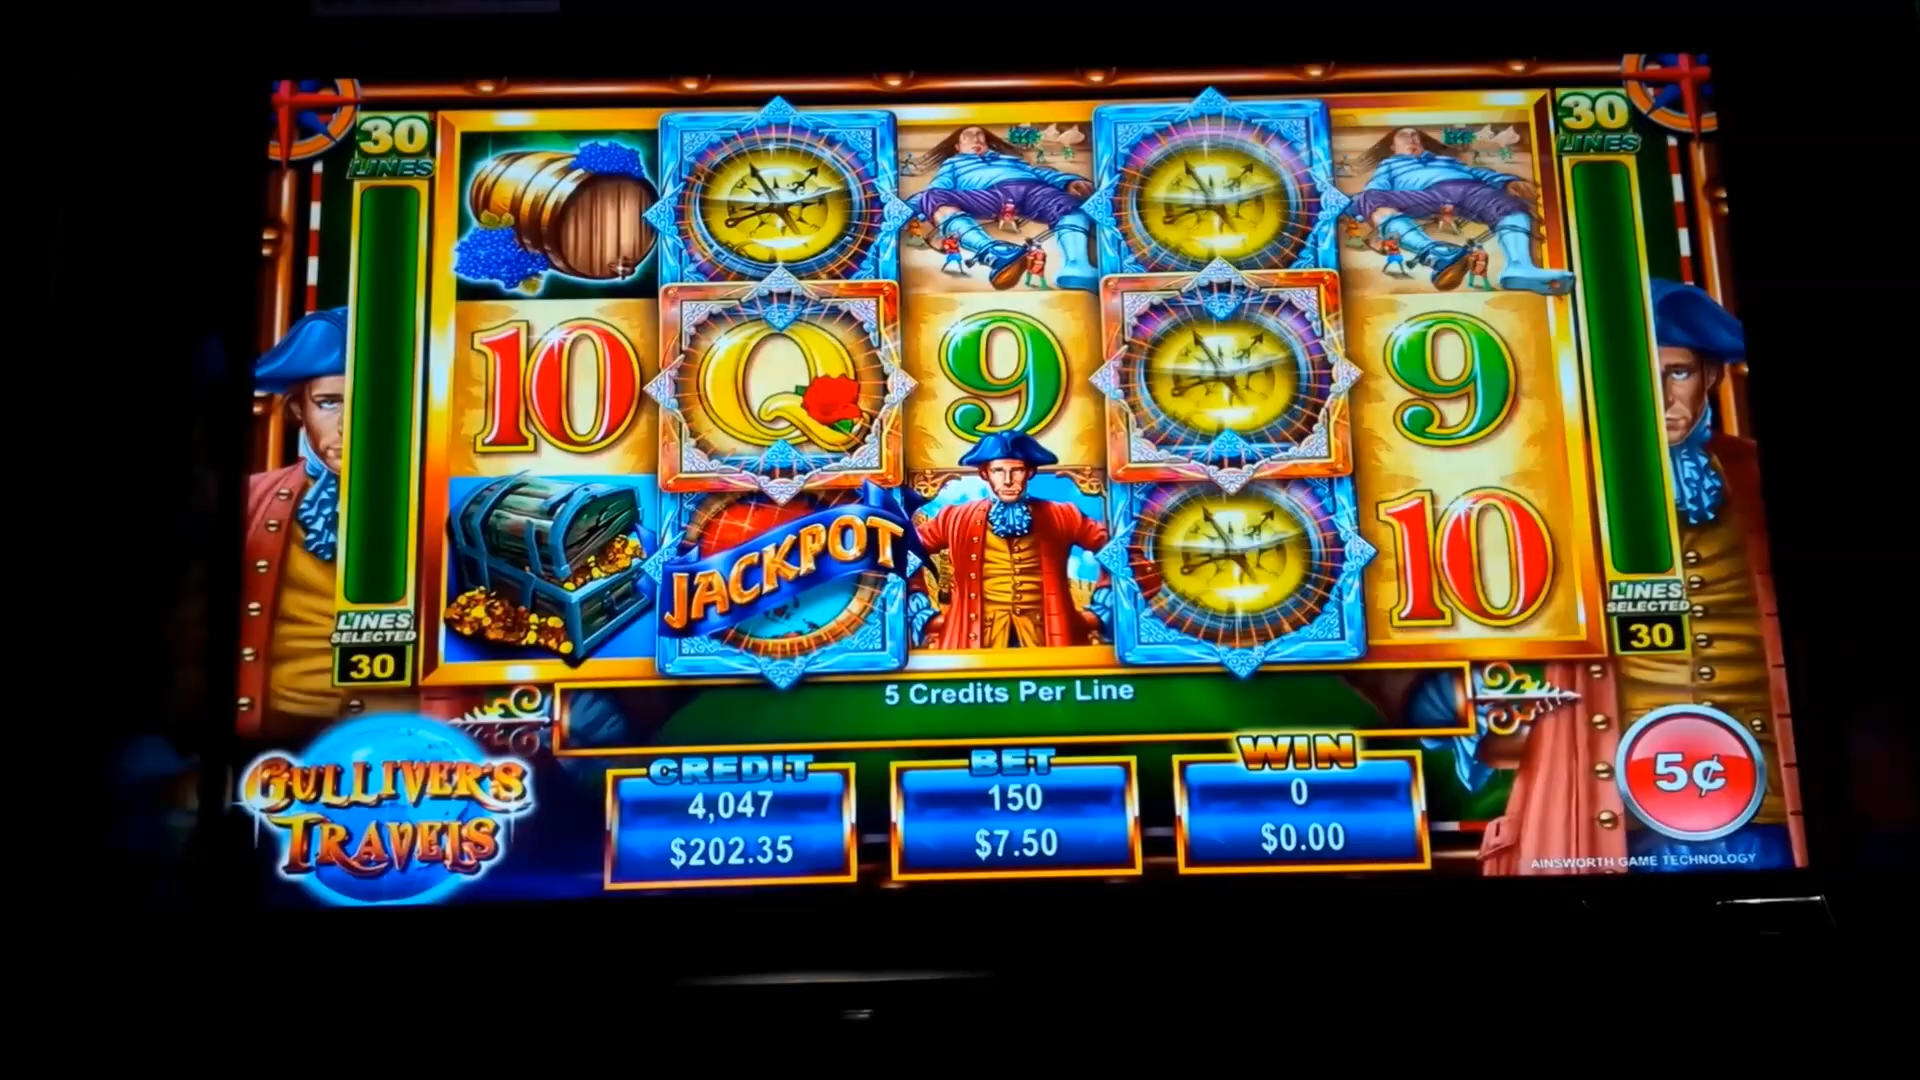 30
LINES
30
LINES
10
Q
9
9
JACKPOT
10
LINES
SELECTED
30
LINES
SELECTED
30
5 Credits Per Line
GULLIVER'S
TRAVELS
CREDIT
4,047
$202.35
BET
150
$7.50
WIN
0
$0.00
5¢
AINSWORTH GAME TECHNOLOGY